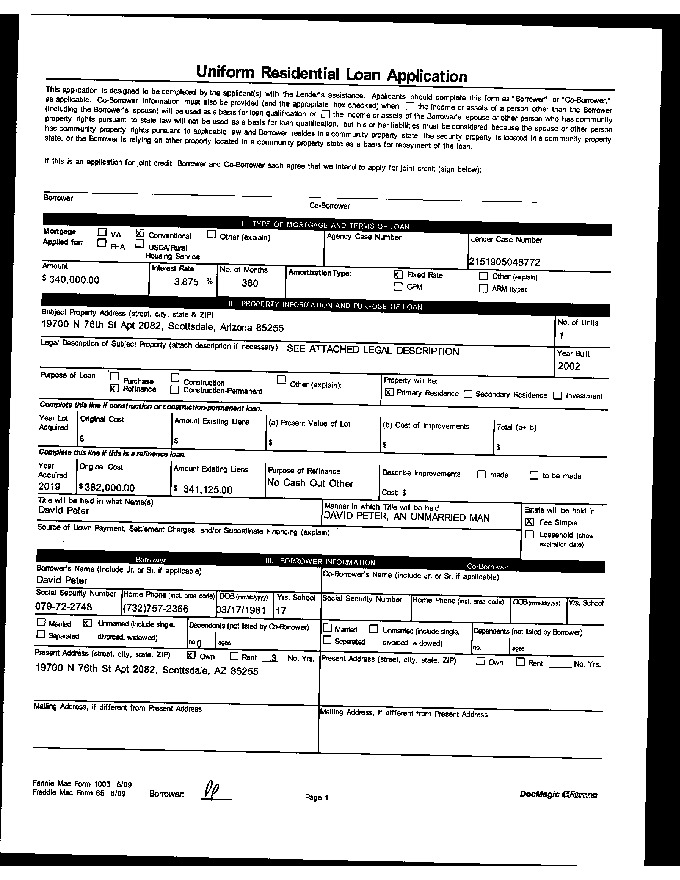 Uniform Residential Loan Application
This application is designed to be completed by the applicant(s) with the Lender's assistance. Applicants should complete this form as "Borrower" or "Co-Borrower,"
as applicable. Co-Borrower information must also be provided (and the appropriate box checked) when the income or assets of a person other than the Borrower
(including the Borrower's spouse) will be used as a basis for loan qualification or the income or assets of the Borrower's spouse or other person who has community
property rights pursuant to state law will not be used as a basis for loan qualification, but his or her liabilities must be considered because the spouse or other person
has community property rights pursuant to applicable law and Borrower resides in a community property state, the security property is located in a community property
state, or the Borrower is relying on other property located in a community property state as a basis for repayment of the loan.
If this is an application for joint credit, Borrower and Co-Borrower each agree that we intend to apply for joint credit (sign below):
Borrower Co-Borrower
I. TYPE OF MORTGAGE AND TERMS OF LOAN
Mortgage Applied for: VA Conventional Other (explain) Agency Case Number Lender Case Number
FHA USDA/Rural Housing Service 2151905048772
Amount Interest Rate No. of Months Amortization Type: Fixed Rate Other (explain)
$ 340,000.00 3.875 % 360 GPM ARM (type)
II. PROPERTY INFORMATION AND PURPOSE OF LOAN
Subject Property Address (street, city, state & ZIP) No. of Units
19700 N 76th St Apt 2082, Scottsdale, Arizona 85255 1
Legal Description of Subject Property (attach description if necessary) SEE ATTACHED LEGAL DESCRIPTION Year Built
2002
Purpose of Loan Purchase Construction Other (explain): Property will be:
Refinance Construction-Permanent Primary Residence Secondary Residence Investment
Complete this line if construction or construction-permanent loan.
Year Lot Acquired Original Cost Amount Existing Liens (a) Present Value of Lot (b) Cost of Improvements Total (a+ b)
$ $ $ $ $
Complete this line if this is a refinance loan.
Year Acquired Original Cost Amount Existing Liens Purpose of Refinance Describe Improvements made to be made
2019 $382,000.00 $ 341,125.00 No Cash Out Other Cost: $
Title will be held in what Name(s) Manner in which Title will be held Estate will be held in:
David Peter DAVID PETER, AN UNMARRIED MAN Fee Simple
Source of Down Payment, Settlement Charges, and/or Subordinate Financing (explain) Leasehold (show expiration date)
Borrower III. BORROWER INFORMATION Co-Borrower
Borrower's Name (include Jr. or Sr. if applicable) Co-Borrower's Name (include Jr. or Sr. if applicable)
David Peter
Social Security Number Home Phone (incl. area code) DOB (mm/dd/yyyy) Yrs. School Social Security Number Home Phone (incl. area code) DOB (mm/dd/yyyy) Yrs. School
079-72-2748 (732)757-2366 03/17/1981 17
Married Unmarried (include single, divorced, widowed) Dependents (not listed by Co-Borrower) Married Unmarried (include single, divorced, widowed) Dependents (not listed by Borrower)
Separated no. 0 ages Separated no. ages
Present Address (street, city, state, ZIP) Own Rent 3 No. Yrs. Present Address (street, city, state, ZIP) Own Rent No. Yrs.
19700 N 76th St Apt 2082, Scottsdale, AZ 85255
Mailing Address, if different from Present Address Mailing Address, if different from Present Address
Fannie Mae Form 1003 6/09
Freddie Mac Form 65 6/09 Borrower: Page 1 DocMagic